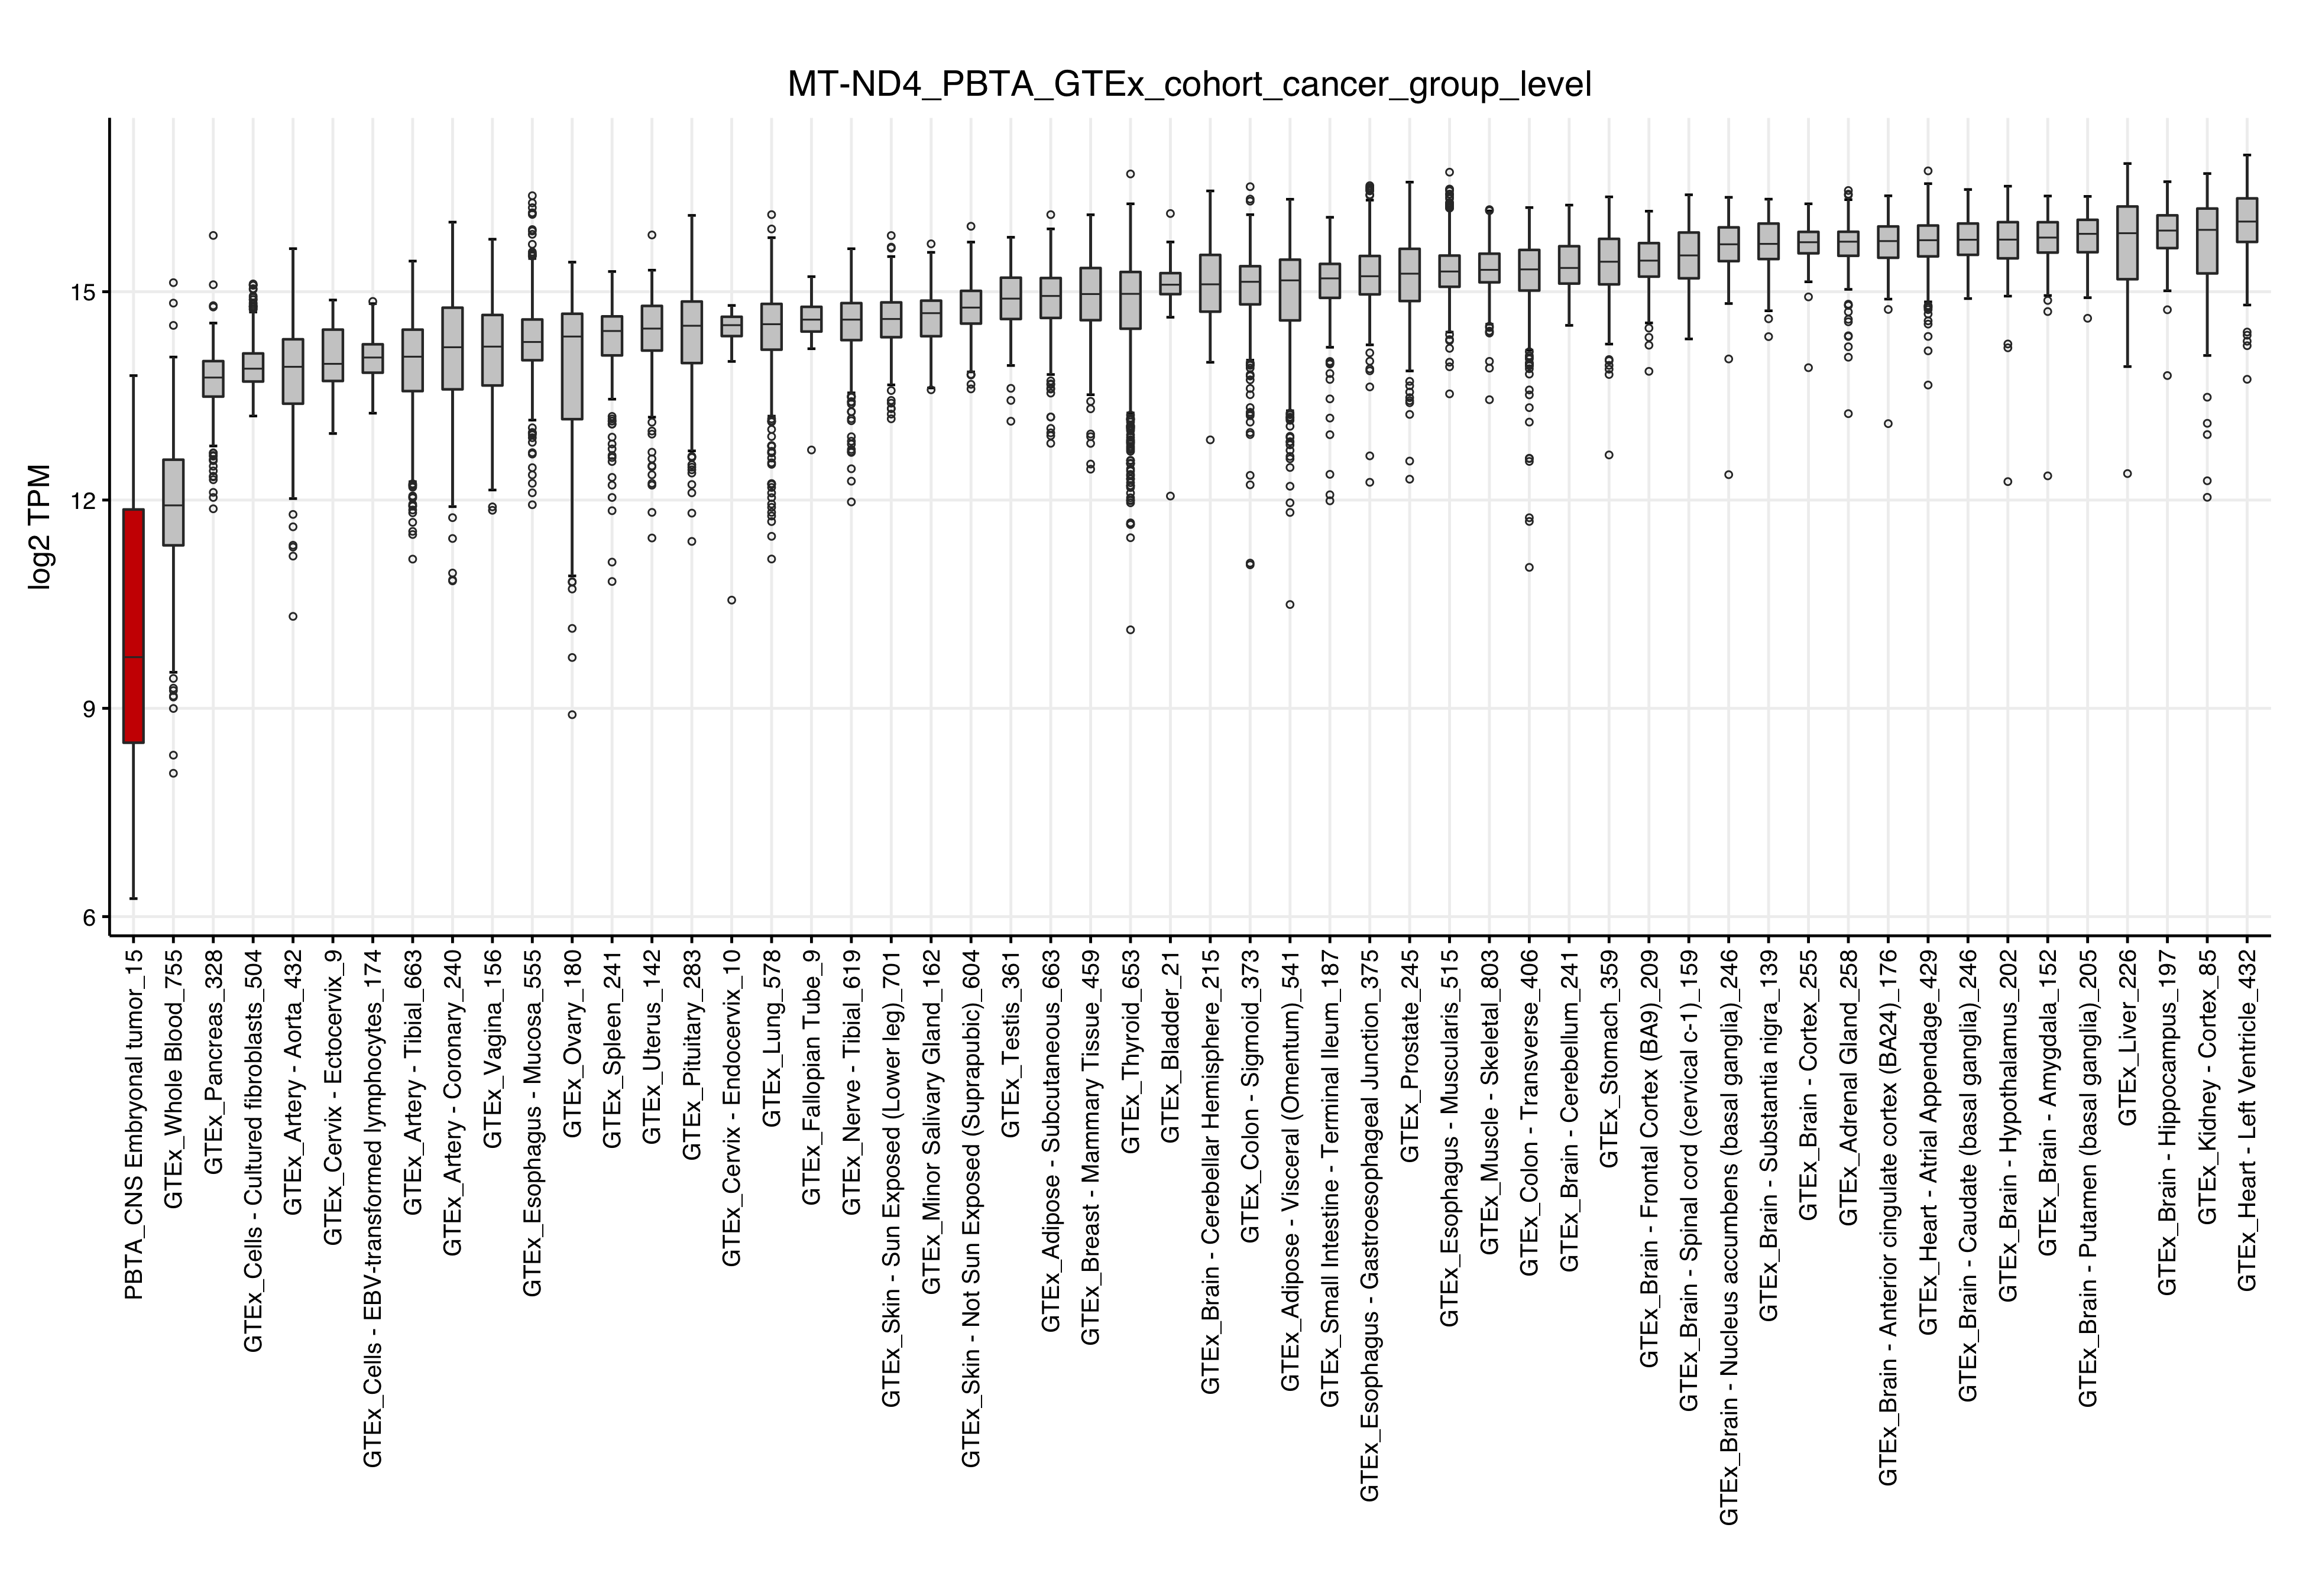 MT-ND4_PBTA_GTEx_cohort_cancer_group_level
log2 TPM
15
12
9
6
PBTA_CNS Embryonal tumor_15
GTEx_Whole Blood_755
GTEx_Pancreas_328
GTEx_Cells - Cultured fibroblasts_504
GTEx_Artery - Aorta_432
GTEx_Cervix - Ectocervix_9
GTEx_Cells - EBV-transformed lymphocytes_174
GTEx_Artery - Tibial_663
GTEx_Artery - Coronary_240
GTEx_Vagina_156
GTEx_Esophagus - Mucosa_555
GTEx_Ovary_180
GTEx_Spleen_241
GTEx_Uterus_142
GTEx_Pituitary_283
GTEx_Cervix - Endocervix_10
GTEx_Lung_578
GTEx_Fallopian Tube_9
GTEx_Nerve - Tibial_619
GTEx_Skin - Sun Exposed (Lower leg)_701
GTEx_Minor Salivary Gland_162
GTEx_Skin - Not Sun Exposed (Suprapubic)_604
GTEx_Testis_361
GTEx_Adipose - Subcutaneous_663
GTEx_Breast - Mammary Tissue_459
GTEx_Thyroid_653
GTEx_Bladder_21
GTEx_Brain - Cerebellar Hemisphere_215
GTEx_Colon - Sigmoid_373
GTEx_Adipose - Visceral (Omentum)_541
GTEx_Small Intestine - Terminal Ileum_187
GTEx_Esophagus - Gastroesophageal Junction_375
GTEx_Prostate_245
GTEx_Esophagus - Muscularis_515
GTEx_Muscle - Skeletal_803
GTEx_Colon - Transverse_406
GTEx_Brain - Cerebellum_241
GTEx_Stomach_359
GTEx_Brain - Frontal Cortex (BA9)_209
GTEx_Brain - Spinal cord (cervical c-1)_159
GTEx_Brain - Nucleus accumbens (basal ganglia)_246
GTEx_Brain - Substantia nigra_139
GTEx_Brain - Cortex_255
GTEx_Adrenal Gland_258
GTEx_Brain - Anterior cingulate cortex (BA24)_176
GTEx_Heart - Atrial Appendage_429
GTEx_Brain - Caudate (basal ganglia)_246
GTEx_Brain - Hypothalamus_202
GTEx_Brain - Amygdala_152
GTEx_Brain - Putamen (basal ganglia)_205
GTEx_Liver_226
GTEx_Brain - Hippocampus_197
GTEx_Kidney - Cortex_85
GTEx_Heart - Left Ventricle_432